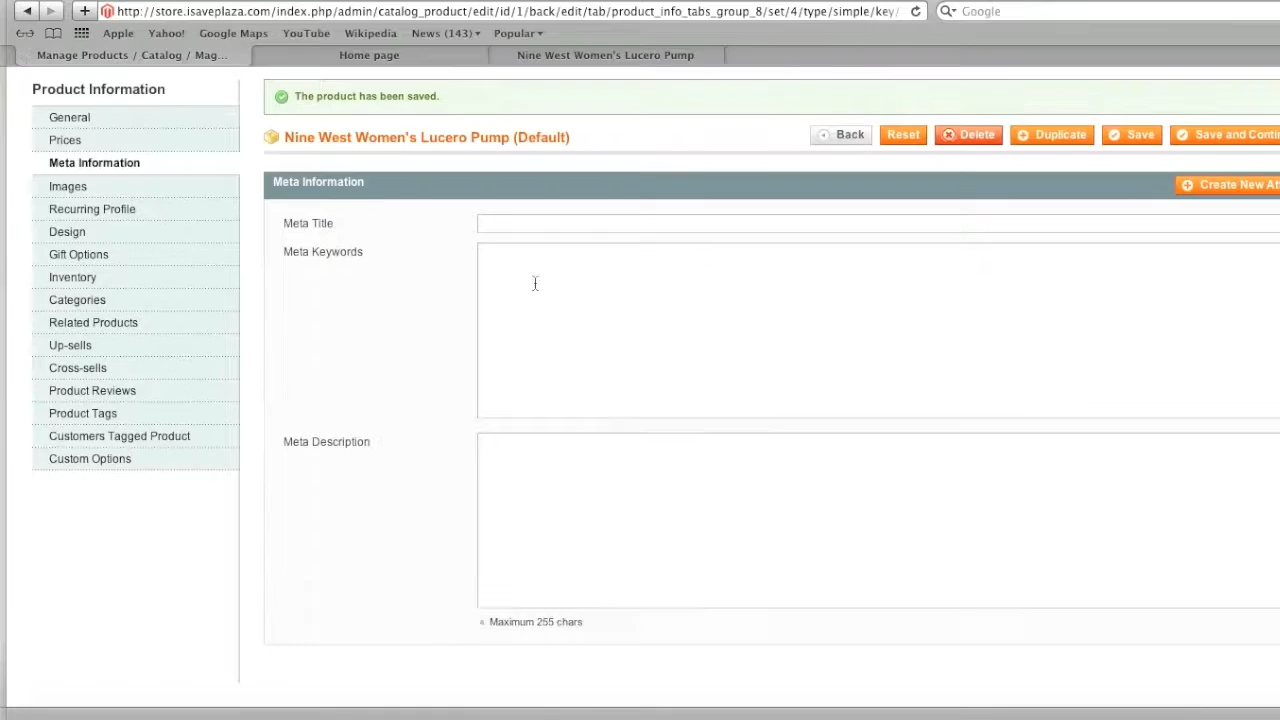 http://store.isaveplaza.com/index.php/admin/catalog_product/edit/id/1/back/edit/tab/product_info_tabs_group_8/set/4/type/simple/key/
Google
Apple Yahoo! Google Maps YouTube Wikipedia News (143) Popular
Manage Products / Catalog / Mag... Home page Nine West Women's Lucero Pump
Product Information
General
Prices
Meta Information
Images
Recurring Profile
Design
Gift Options
Inventory
Categories
Related Products
Up-sells
Cross-sells
Product Reviews
Product Tags
Customers Tagged Product
Custom Options
The product has been saved.
Nine West Women's Lucero Pump (Default)
Back Reset Delete Duplicate Save Save and Contin
Meta Information
Create New At
Meta Title
Meta Keywords
Meta Description
Maximum 255 chars